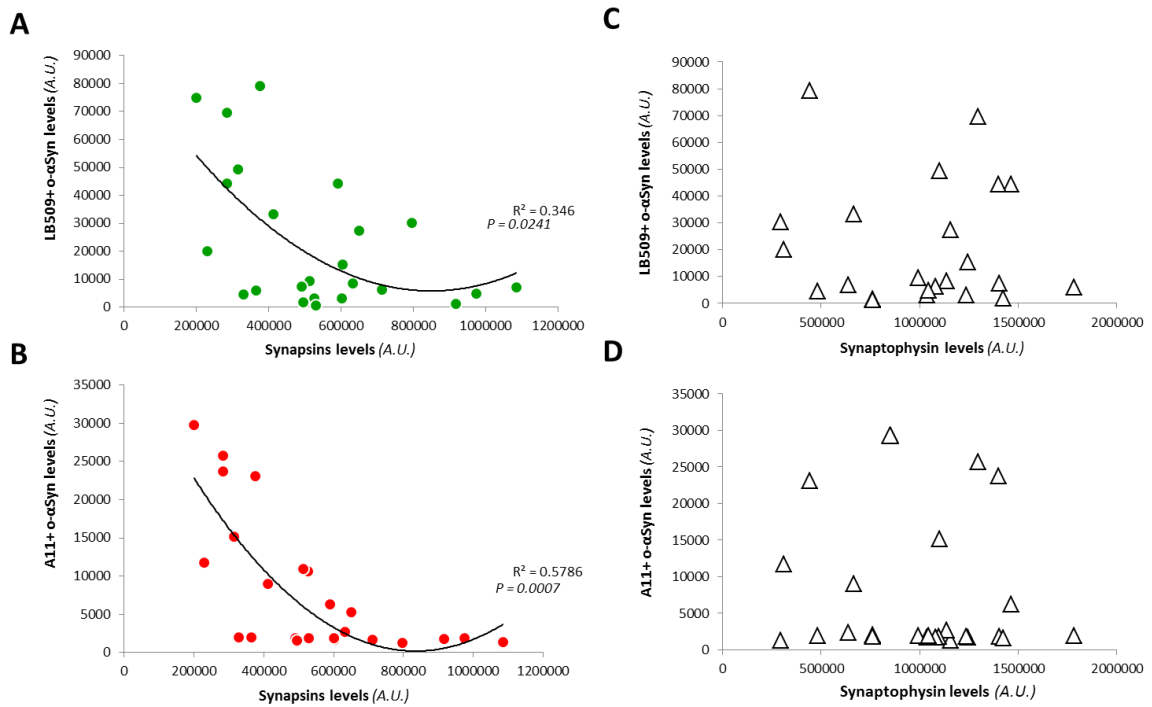 A
LB509+ o-αSyn levels (A.U.)
90000
80000
70000
60000
50000
40000
30000
20000
10000
0
R² = 0.346
P = 0.0241
0 200000 400000 600000 800000 1000000 1200000
Synapsins levels (A.U.)
B
A11+ o-αSyn levels (A.U.)
35000
30000
25000
20000
15000
10000
5000
0
R² = 0.5786
P = 0.0007
0 200000 400000 600000 800000 1000000 1200000
Synapsins levels (A.U.)
C
LB509+ o-αSyn levels (A.U.)
90000
80000
70000
60000
50000
40000
30000
20000
10000
0
0 500000 1000000 1500000 2000000
Synaptophysin levels (A.U.)
D
A11+ o-αSyn levels (A.U.)
35000
30000
25000
20000
15000
10000
5000
0
0 500000 1000000 1500000 2000000
Synaptophysin levels (A.U.)